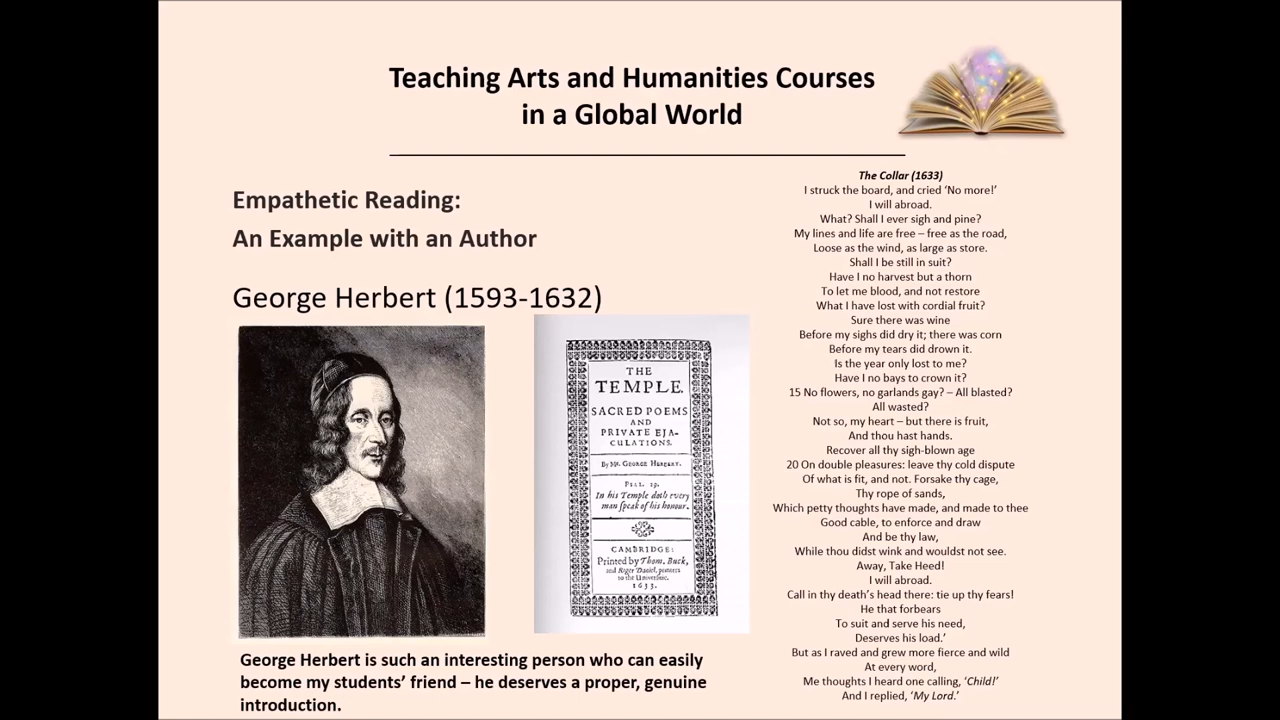 Teaching Arts and Humanities Courses
in a Global World
Empathetic Reading:
An Example with an Author
George Herbert (1593-1632)
THE
TEMPLE.
SACRED POEMS
AND
PRIVATE EJA-
CULATIONS.
By Mr. GEORGE HERBERT.
PSAL. 29.
In his Temple doth every
man speak of his honour.
CAMBRIDGE:
Printed by Thom. Buck,
and Roger Daniel, printers
to the Universitie.
1633.
George Herbert is such an interesting person who can easily
become my students’ friend – he deserves a proper, genuine
introduction.
The Collar (1633)
I struck the board, and cried ‘No more!’
I will abroad.
What? Shall I ever sigh and pine?
My lines and life are free – free as the road,
Loose as the wind, as large as store.
Shall I be still in suit?
Have I no harvest but a thorn
To let me blood, and not restore
What I have lost with cordial fruit?
Sure there was wine
Before my sighs did dry it; there was corn
Before my tears did drown it.
Is the year only lost to me?
Have I no bays to crown it?
15 No flowers, no garlands gay? – All blasted?
All wasted?
Not so, my heart – but there is fruit,
And thou hast hands.
Recover all thy sigh-blown age
20 On double pleasures: leave thy cold dispute
Of what is fit, and not. Forsake thy cage,
Thy rope of sands,
Which petty thoughts have made, and made to thee
Good cable, to enforce and draw
And be thy law,
While thou didst wink and wouldst not see.
Away, Take Heed!
I will abroad.
Call in thy death’s head there: tie up thy fears!
He that forbears
To suit and serve his need,
Deserves his load.’
But as I raved and grew more fierce and wild
At every word,
Me thoughts I heard one calling, ‘Child!’
And I replied, ‘My Lord.’